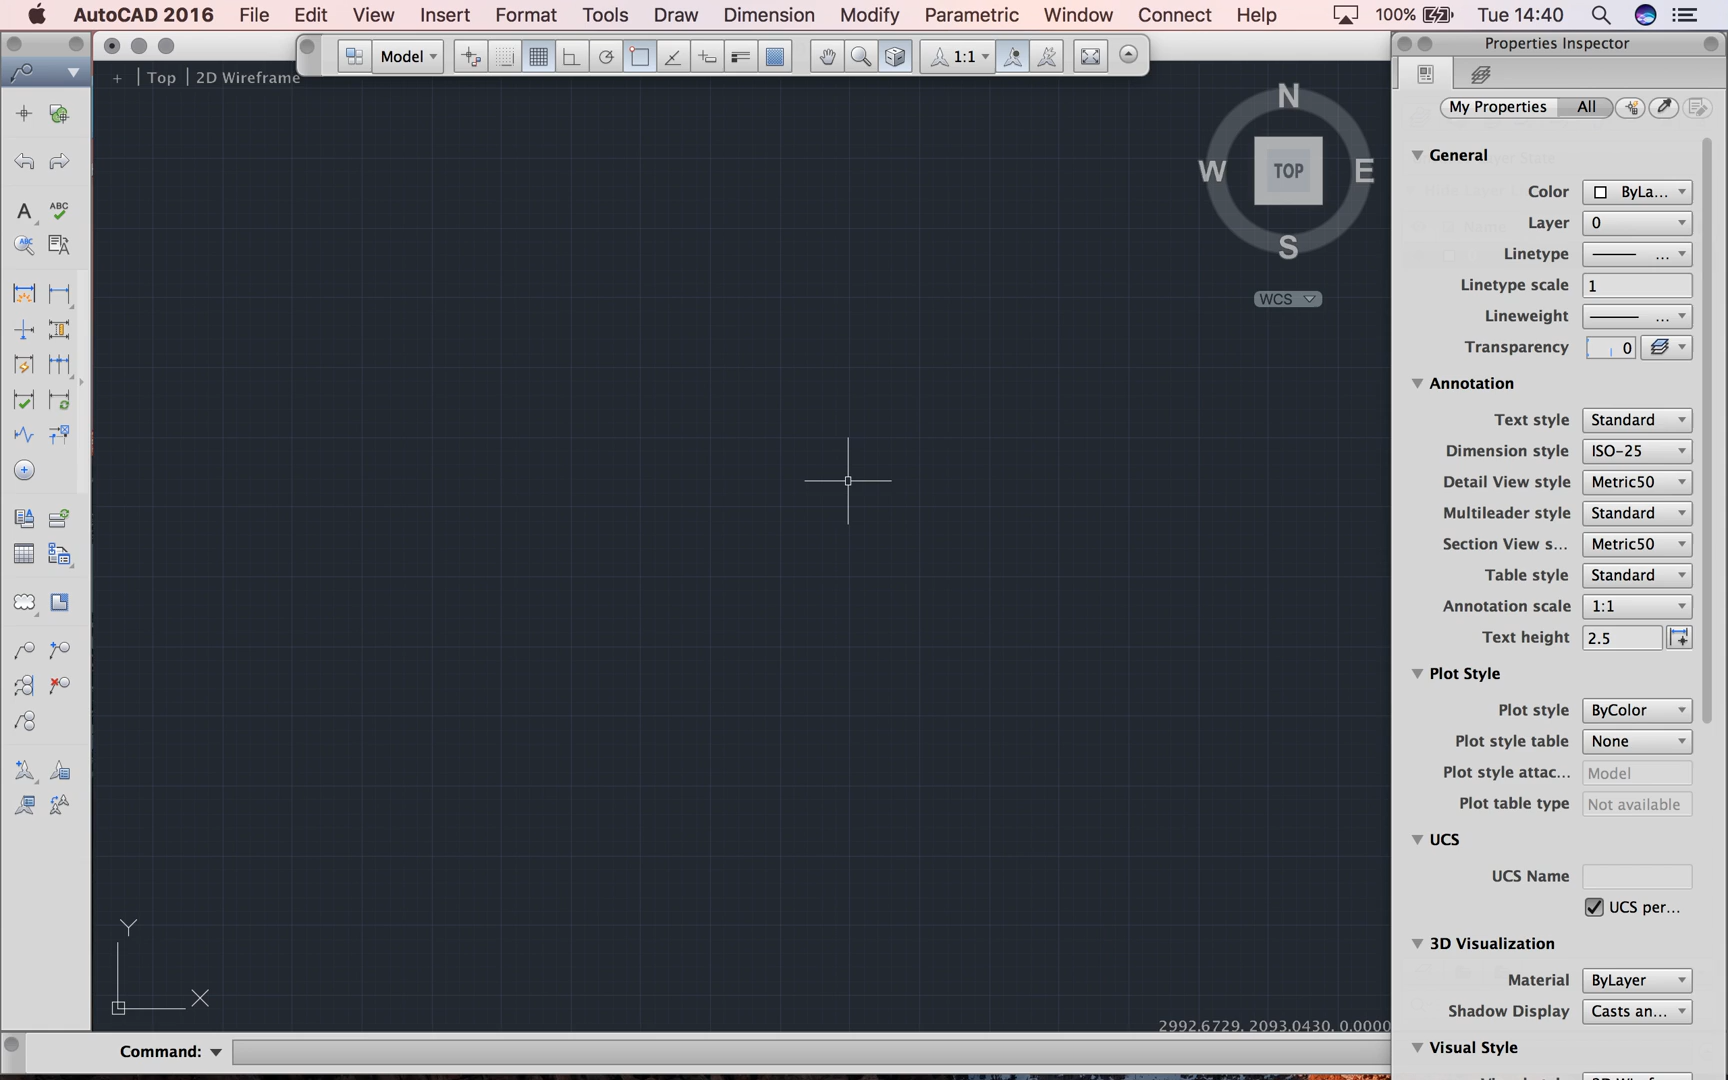 AutoCAD 2016 File Edit View Insert Format Tools Draw Dimension Modify Parametric Window Connect Help 100% Tue 14:40
Model 1:1
Properties Inspector
+ | Top | 2D Wireframe
My Properties All
N
W TOP E
S
WCS
General
Color ByLa...
Layer 0
Linetype ...
Linetype scale 1
Lineweight ...
Transparency 0
Annotation
Text style Standard
Dimension style ISO-25
Detail View style Metric50
Multileader style Standard
Section View s... Metric50
Table style Standard
Annotation scale 1:1
Text height 2.5
Plot Style
Plot style ByColor
Plot style table None
Plot style attac... Model
Plot table type Not available
UCS
UCS Name
UCS per...
3D Visualization
Material ByLayer
Shadow Display Casts an...
Visual Style
A ABC
ABC A
Y
X
2992.6729, 2093.0430, 0.0000
Command: